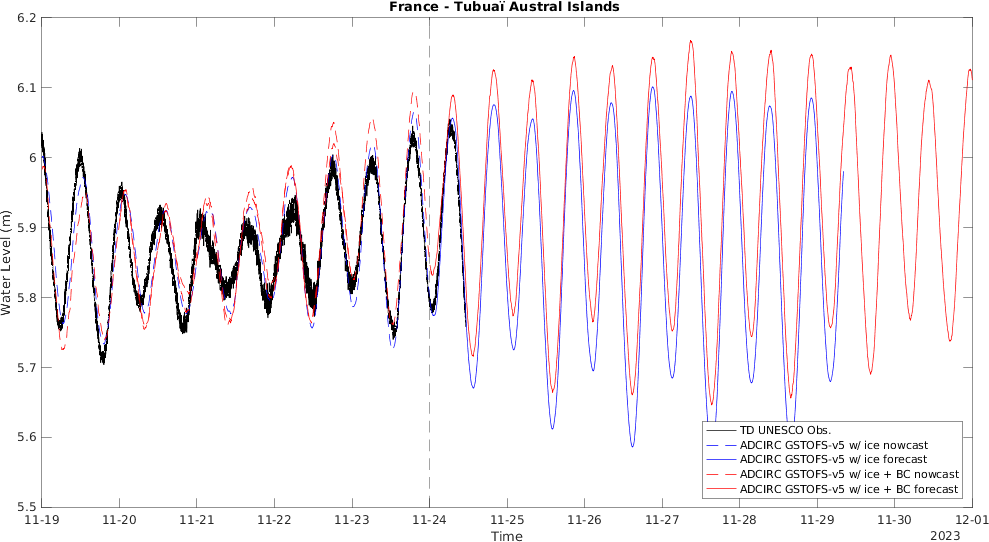 France - Tubuaï Austral Islands
6.2
6.1
6
5.9
5.8
5.7
5.6
5.5
Water Level (m)
TD UNESCO Obs.
ADCIRC GSTOFS-v5 w/ ice nowcast
ADCIRC GSTOFS-v5 w/ ice forecast
ADCIRC GSTOFS-v5 w/ ice + BC nowcast
ADCIRC GSTOFS-v5 w/ ice + BC forecast
11-19 11-20 11-21 11-22 11-23 11-24 11-25 11-26 11-27 11-28 11-29 11-30 12-01
Time
2023